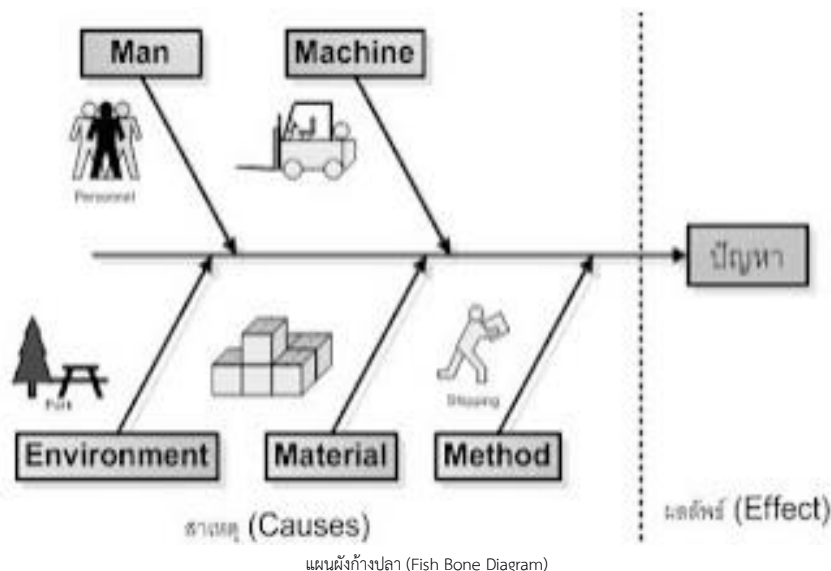 Man
Machine
Personnel
ปัญหา
Park
Shipping
Environment
Material
Method
สาเหตุ (Causes)
ผลลัพธ์ (Effect)
แผนผังก้างปลา (Fish Bone Diagram)